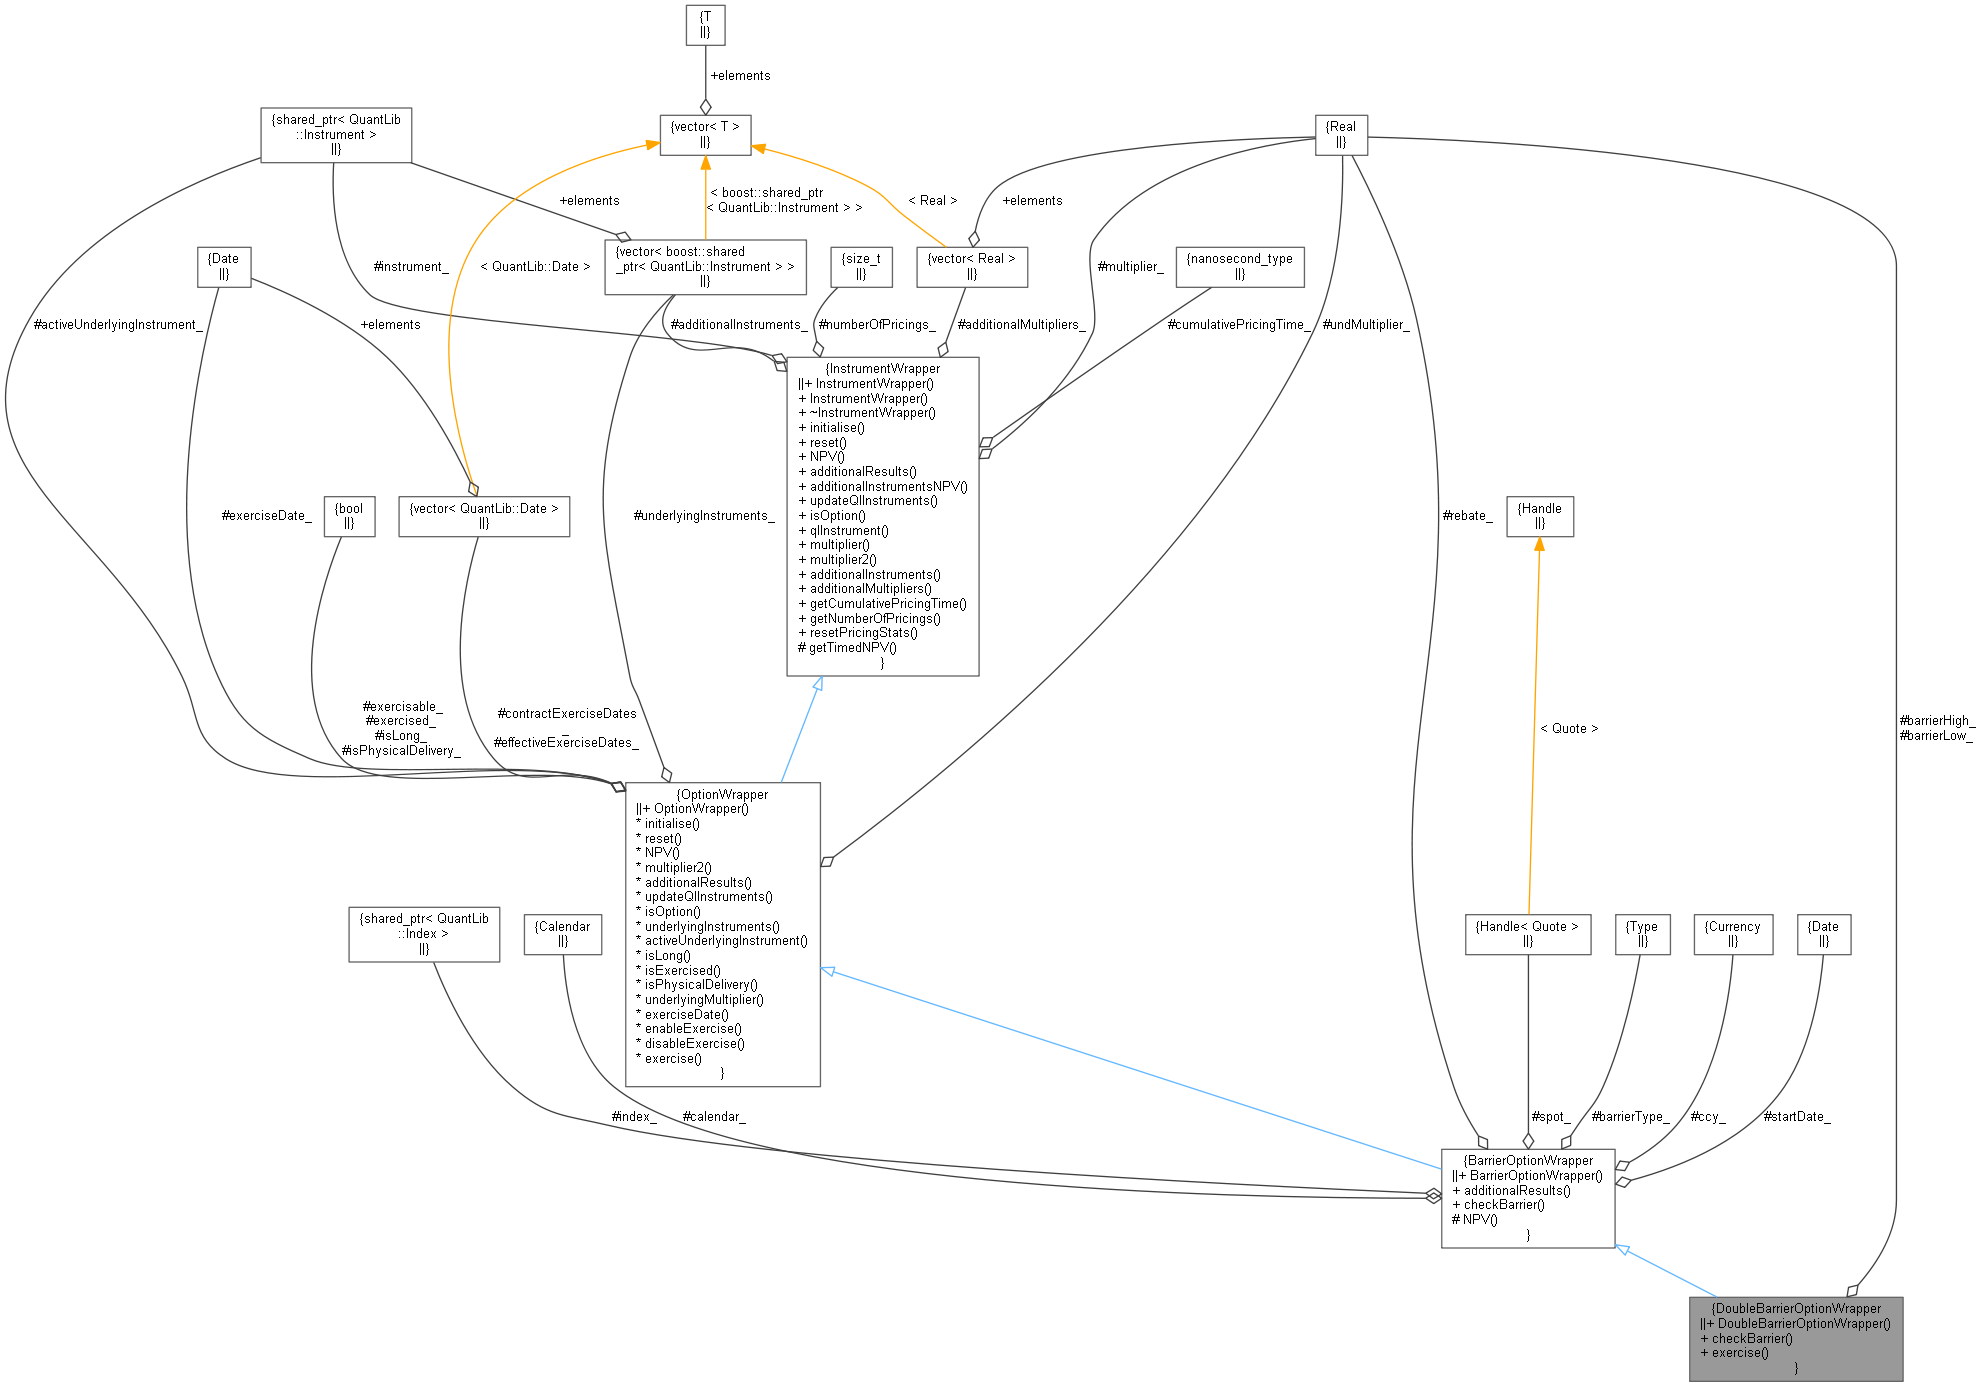 {T
||}
+elements
{shared_ptr< QuantLib
::Instrument >
||}
{vector< T >
||}
{Real
||}
+elements
< boost::shared_ptr
< QuantLib::Instrument > >
< Real >
+elements
{Date
||}
#instrument_
< QuantLib::Date >
{vector< boost::shared
_ptr< QuantLib::Instrument > >
||}
{size_t
||}
{vector< Real >
||}
#multiplier_
{nanosecond_type
||}
#activeUnderlyingInstrument_
+elements
#additionalInstruments_
#numberOfPricings_
#additionalMultipliers_
#cumulativePricingTime_
#undMultiplier_
{InstrumentWrapper
||+ InstrumentWrapper()
+ InstrumentWrapper()
+ ~InstrumentWrapper()
+ initialise()
+ reset()
+ NPV()
+ additionalResults()
+ additionalInstrumentsNPV()
+ updateQlInstruments()
+ isOption()
+ qlInstrument()
+ multiplier()
+ multiplier2()
+ additionalInstruments()
+ additionalMultipliers()
+ getCumulativePricingTime()
+ getNumberOfPricings()
+ resetPricingStats()
# getTimedNPV()
}
#exerciseDate_
{bool
||}
{vector< QuantLib::Date >
||}
#underlyingInstruments_
#rebate_
{Handle
||}
#exercisable_
#exercised_
#isLong_
#isPhysicalDelivery_
#contractExerciseDates
_
#effectiveExerciseDates_
< Quote >
#barrierHigh_
#barrierLow_
{OptionWrapper
||+ OptionWrapper()
* initialise()
* reset()
* NPV()
* multiplier2()
* additionalResults()
* updateQlInstruments()
* isOption()
* underlyingInstruments()
* activeUnderlyingInstrument()
* isLong()
* isExercised()
* isPhysicalDelivery()
* underlyingMultiplier()
* exerciseDate()
* enableExercise()
* disableExercise()
* exercise()
}
{shared_ptr< QuantLib
::Index >
||}
{Calendar
||}
{Handle< Quote >
||}
{Type
||}
{Currency
||}
{Date
||}
#index_
#calendar_
#spot_
#barrierType_
#ccy_
#startDate_
{BarrierOptionWrapper
||+ BarrierOptionWrapper()
+ additionalResults()
+ checkBarrier()
# NPV()
}
{DoubleBarrierOptionWrapper
||+ DoubleBarrierOptionWrapper()
+ checkBarrier()
+ exercise()
}